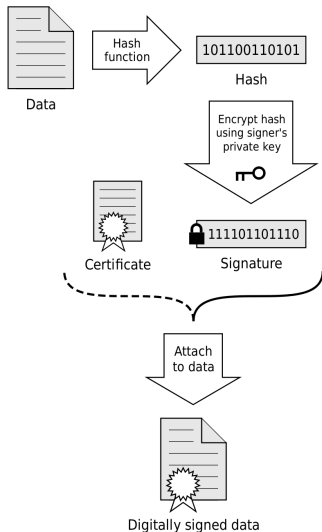 Hash
function
101100110101
Data
Hash
Encrypt hash
using signer's
private key
111101101110
Certificate
Signature
Attach
to data
Digitally signed data